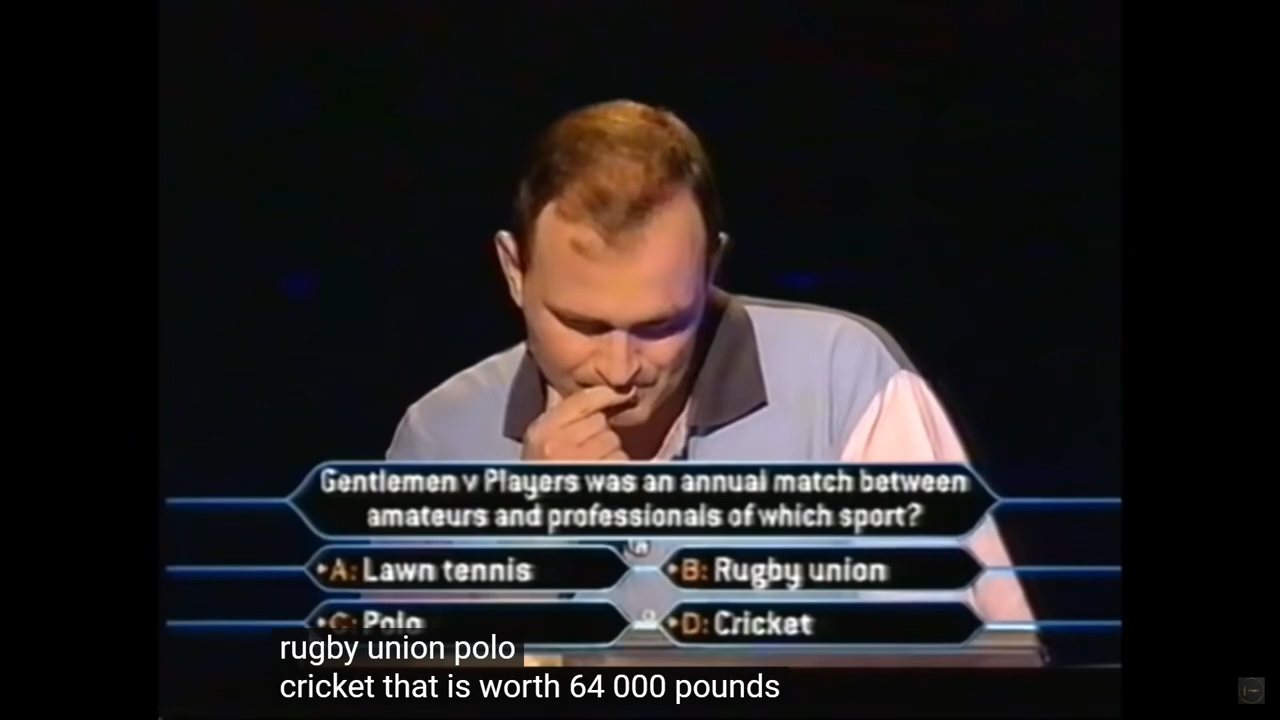 Gentlemen v Players was an annual match between
amateurs and professionals of which sport?
A: Lawn tennis
B: Rugby union
C: Polo
D: Cricket
rugby union polo
cricket that is worth 64 000 pounds